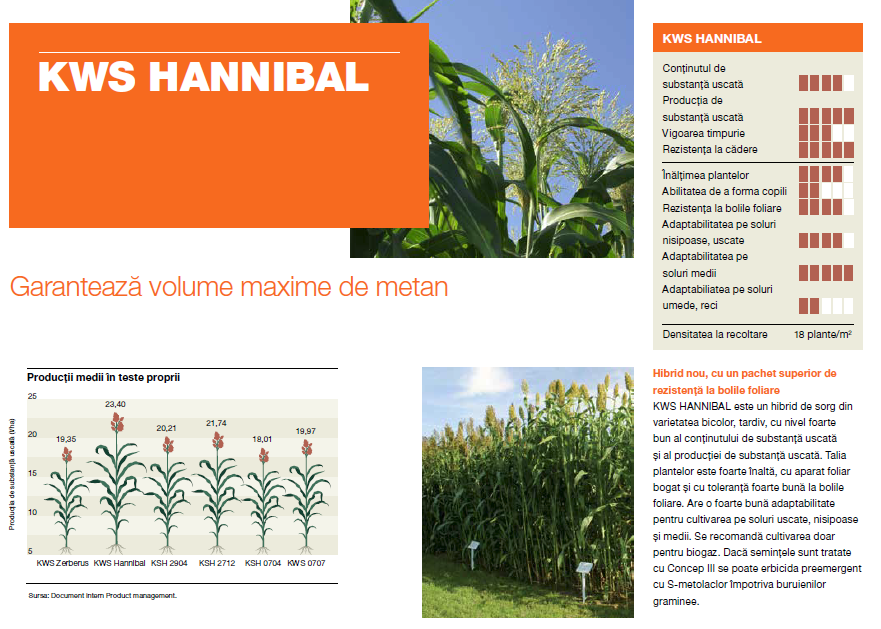 KWS HANNIBAL
Garantează volume maxime de metan
Producții medii în teste proprii
Producția de substanță uscată (t/ha)
25
20
15
10
5
19,35
23,40
20,21
21,74
18,01
19,97
KWS Zerberus
KWS Hannibal
KSH 2904
KSH 2712
KSH 0704
KWS 0707
Sursa: Document intern Product management.
KWS HANNIBAL
Conținutul de
substanță uscată
Producția de
substanță uscată
Vigoarea timpurie
Rezistența la cădere
Înălțimea plantelor
Abilitatea de a forma copili
Rezistența la bolile foliare
Adaptabilitatea pe soluri
nisipoase, uscate
Adaptabilitatea pe
soluri medii
Adaptabiliatea pe soluri
umede, reci
Densitatea la recoltare 18 plante/m²
Hibrid nou, cu un pachet superior de
rezistență la bolile foliare
KWS HANNIBAL este un hibrid de sorg din
varietatea bicolor, tardiv, cu nivel foarte
bun al conținutului de substanță uscată
și al producției de substanță uscată. Talia
plantelor este foarte înaltă, cu aparat foliar
bogat și cu toleranță foarte bună la bolile
foliare. Are o foarte bună adaptabilitate
pentru cultivarea pe soluri uscate, nisipoase
și medii. Se recomandă cultivarea doar
pentru biogaz. Dacă semințele sunt tratate
cu Concep III se poate erbicida preemergent
cu S-metolaclor împotriva buruienilor
graminee.